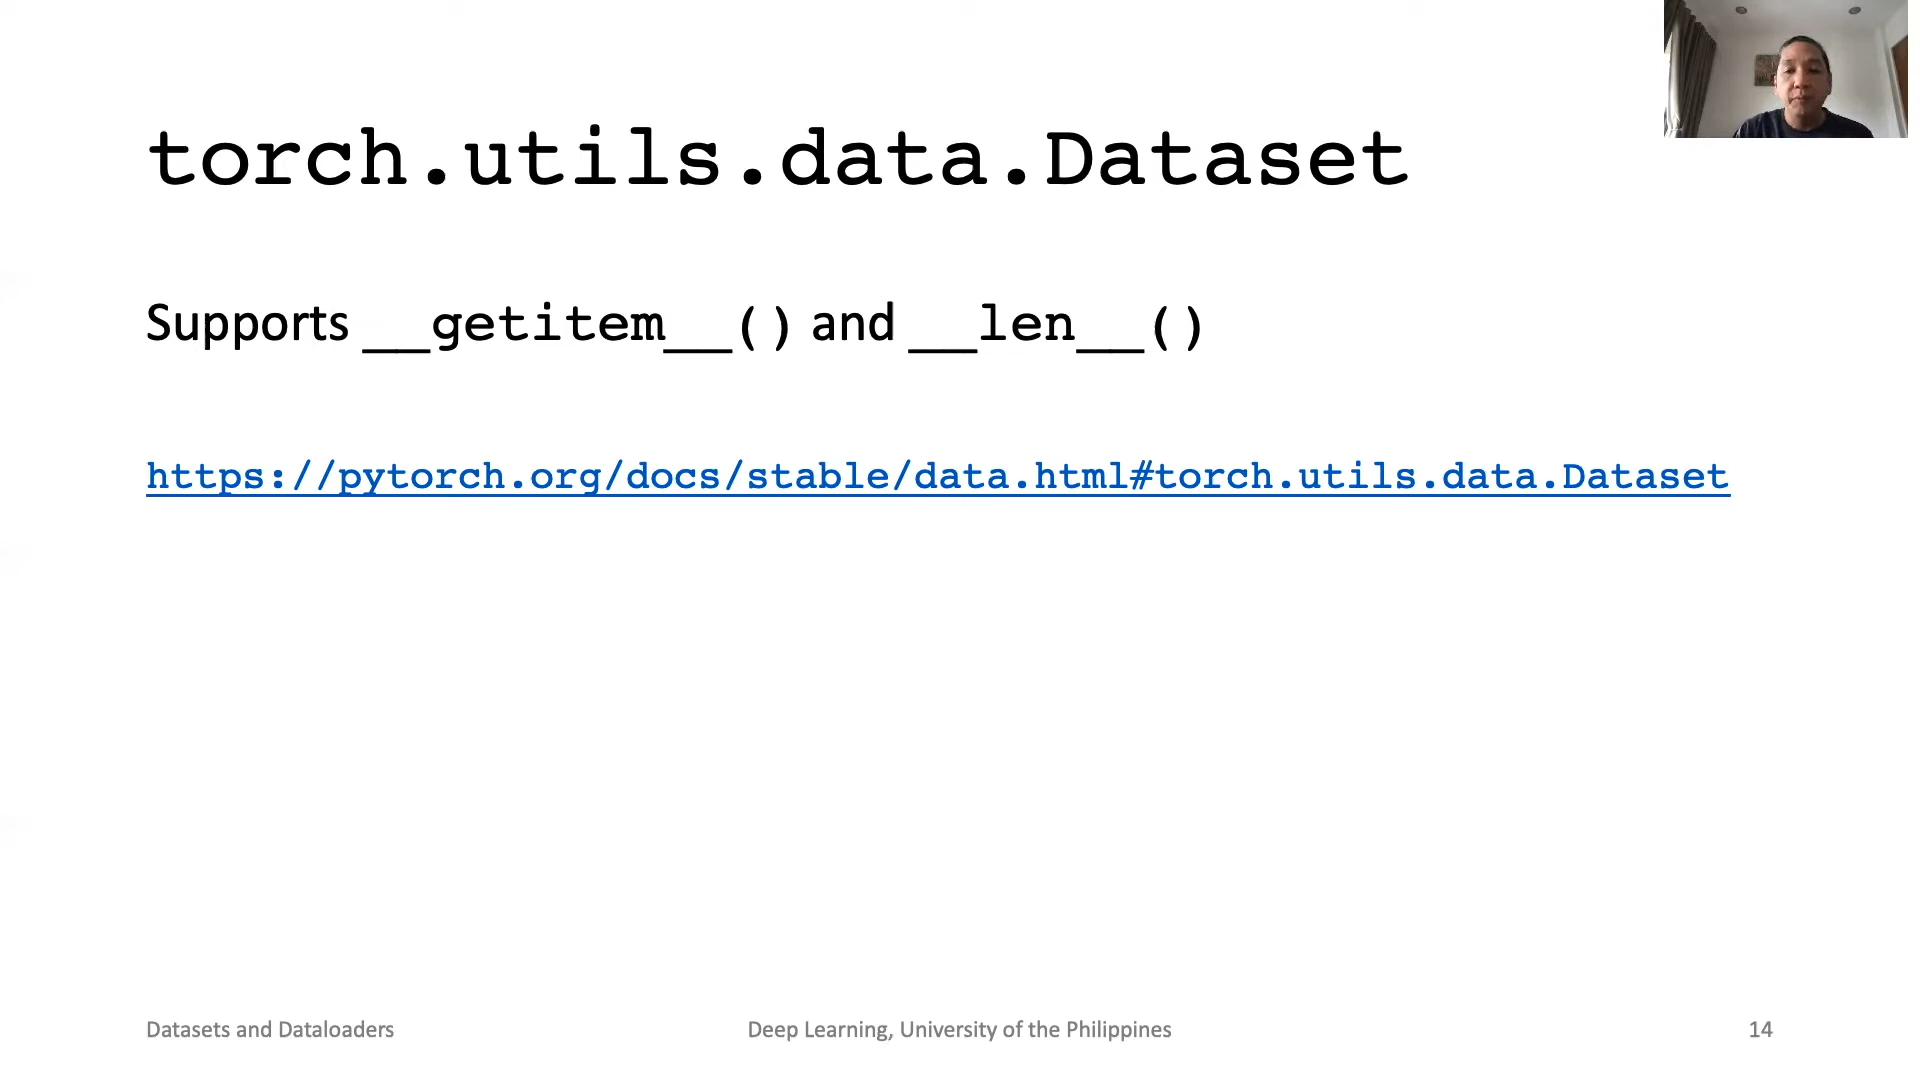 torch.utils.data.Dataset
Supports __getitem__() and __len__()
https://pytorch.org/docs/stable/data.html#torch.utils.data.Dataset
Datasets and Dataloaders
Deep Learning, University of the Philippines
14